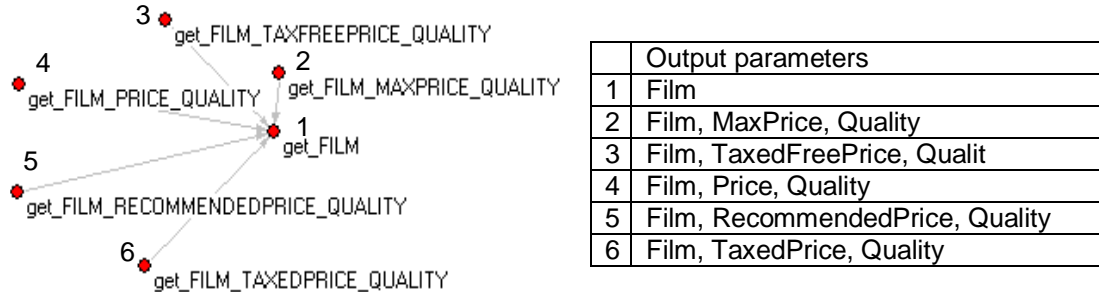 3
get_FILM_TAXFREEPRICE_QUALITY
4
2
get_FILM_MAXPRICE_QUALITY
get_FILM_PRICE_QUALITY
1
get_FILM
5
get_FILM_RECOMMENDEDPRICE_QUALITY
6
get_FILM_TAXEDPRICE_QUALITY
Output parameters
1 Film
2 Film, MaxPrice, Quality
3 Film, TaxedFreePrice, Qualit
4 Film, Price, Quality
5 Film, RecommendedPrice, Quality
6 Film, TaxedPrice, Quality